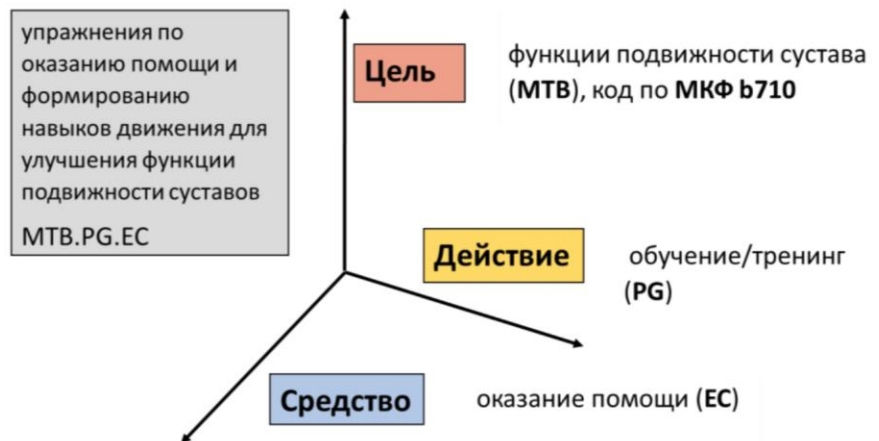 упражнения по
оказанию помощи и
формированию
навыков движения для
улучшения функции
подвижности суставов
MTB.PG.EC
Цель
функции подвижности сустава
(МТВ), код по МКФ b710
Действие
обучение/тренинг
(PG)
Средство
оказание помощи (EC)